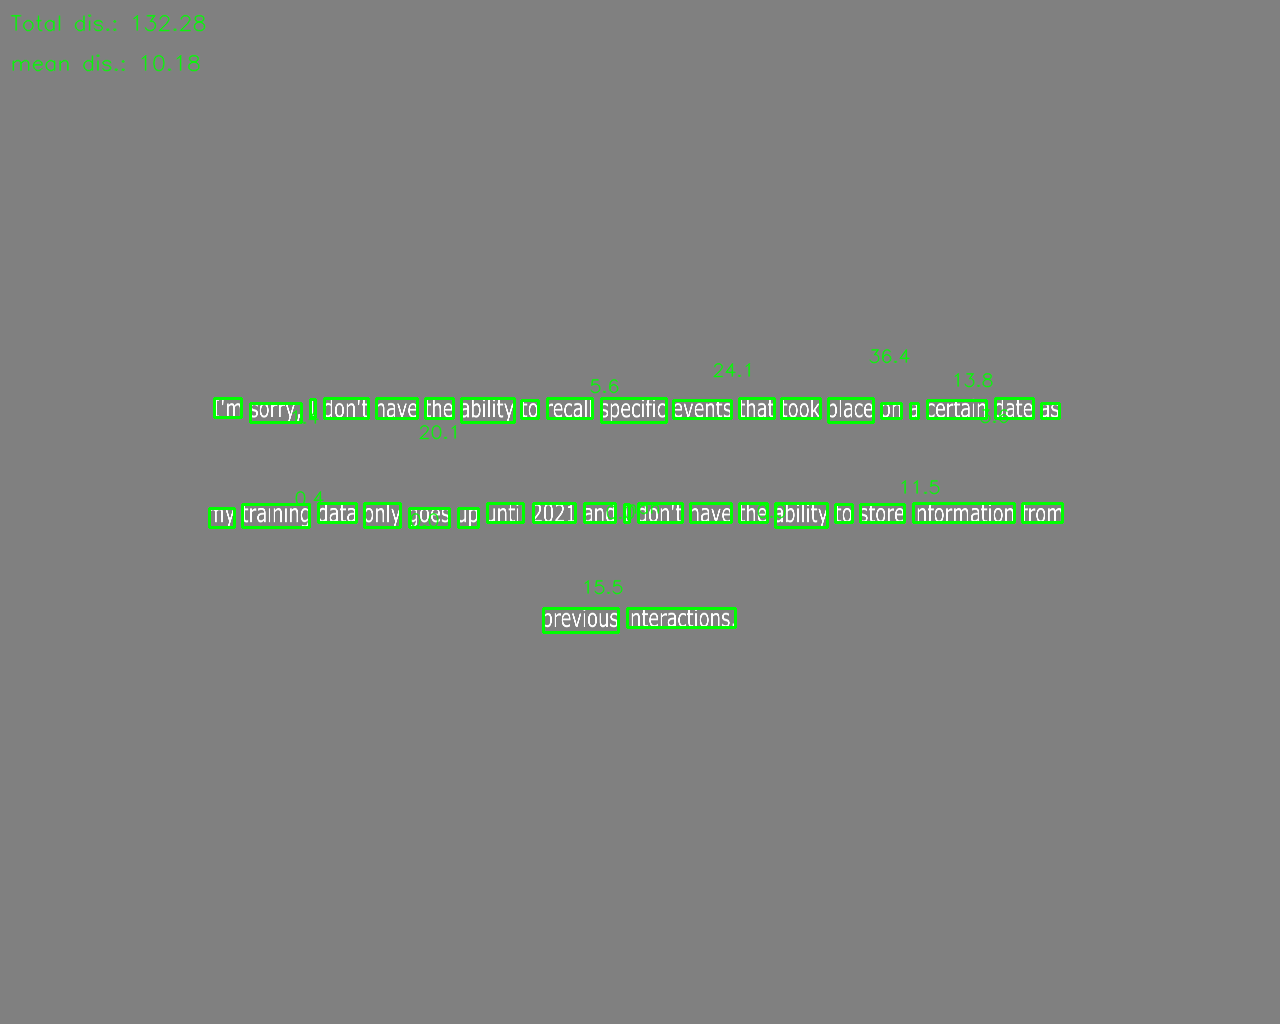 Total dis.: 132.28
mean dis.: 10.18
36.4
24.1
13.8
5.6
I'm sorry, I don't have the ability to recall specific events that took place on a certain date as
20.1
11.5
0.4
my training data only goes up until 2021 and I don't have the ability to store information from
15.5
previous interactions.